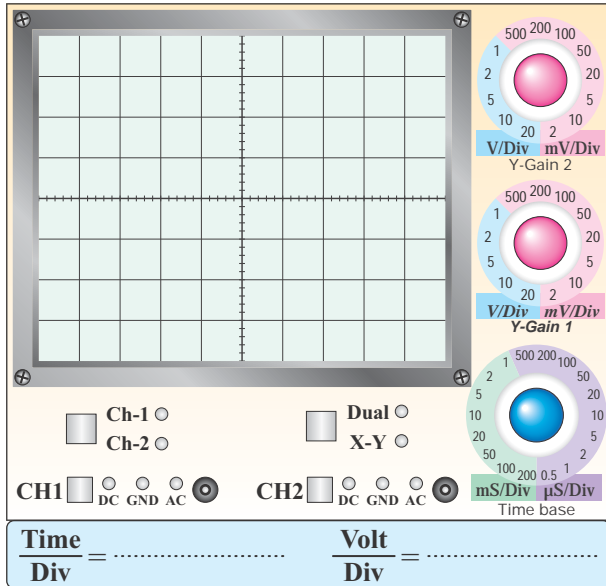 500 200 100
1 50
2 20
5 5
10 10
20 2
V/Div mV/Div
Y-Gain 2
500 200 100
1 50
2 20
5 5
10 10
20 2
V/Div mV/Div
Y-Gain 1
1 500 200 100
2 50
5 20
10 10
20 5
50 2
100 200 0.5 1
mS/Div µS/Div
Time base
Ch-1
Ch-2
Dual
X-Y
CH1 DC GND AC
CH2 DC GND AC
Time
Div
= ..............................
Volt
Div
= ..............................